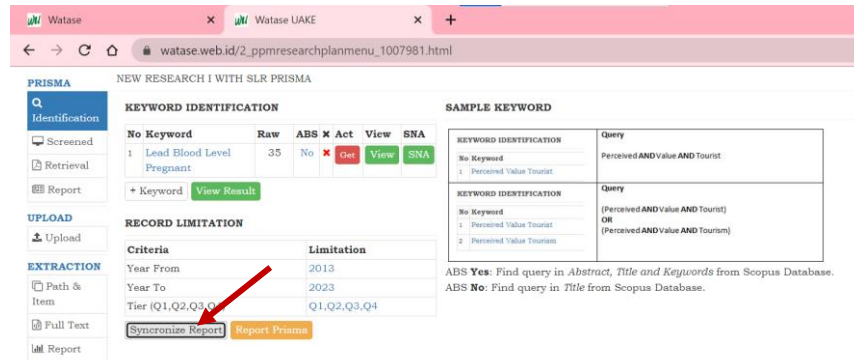 Watase
Watase UAKE
watase.web.id/2_ppmresearchplanmenu_1007981.html
PRISMA
Identification
Screened
Retrieval
Report
UPLOAD
Upload
EXTRACTION
Path &
Item
Full Text
Report
NEW RESEARCH I WITH SLR PRISMA
KEYWORD IDENTIFICATION
No Keyword Raw ABS Act View SNA
1 Lead Blood Level 35 No Get View SNA
Pregnant
+ Keyword View Result
RECORD LIMITATION
Criteria Limitation
Year From 2013
Year To 2023
Tier (Q1,Q2,Q3,Q4) Q1,Q2,Q3,Q4
Syncronize Report Report Prisma
SAMPLE KEYWORD
KEYWORD IDENTIFICATION Query
No Keyword Perceived AND Value AND Tourist
1 Perceived Value Tourist
KEYWORD IDENTIFICATION Query
No Keyword (Perceived AND Value AND Tourist)
1 Perceived Value Tourist OR
2 Perceived Value Tourism (Perceived AND Value AND Tourism)
ABS Yes: Find query in Abstract, Title and Keywords from Scopus Database.
ABS No: Find query in Title from Scopus Database.